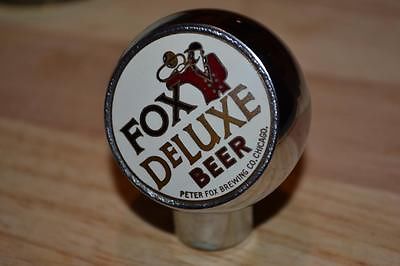 FOX
DELUXE
BEER
PETER FOX BREWING CO. CHICAGO.